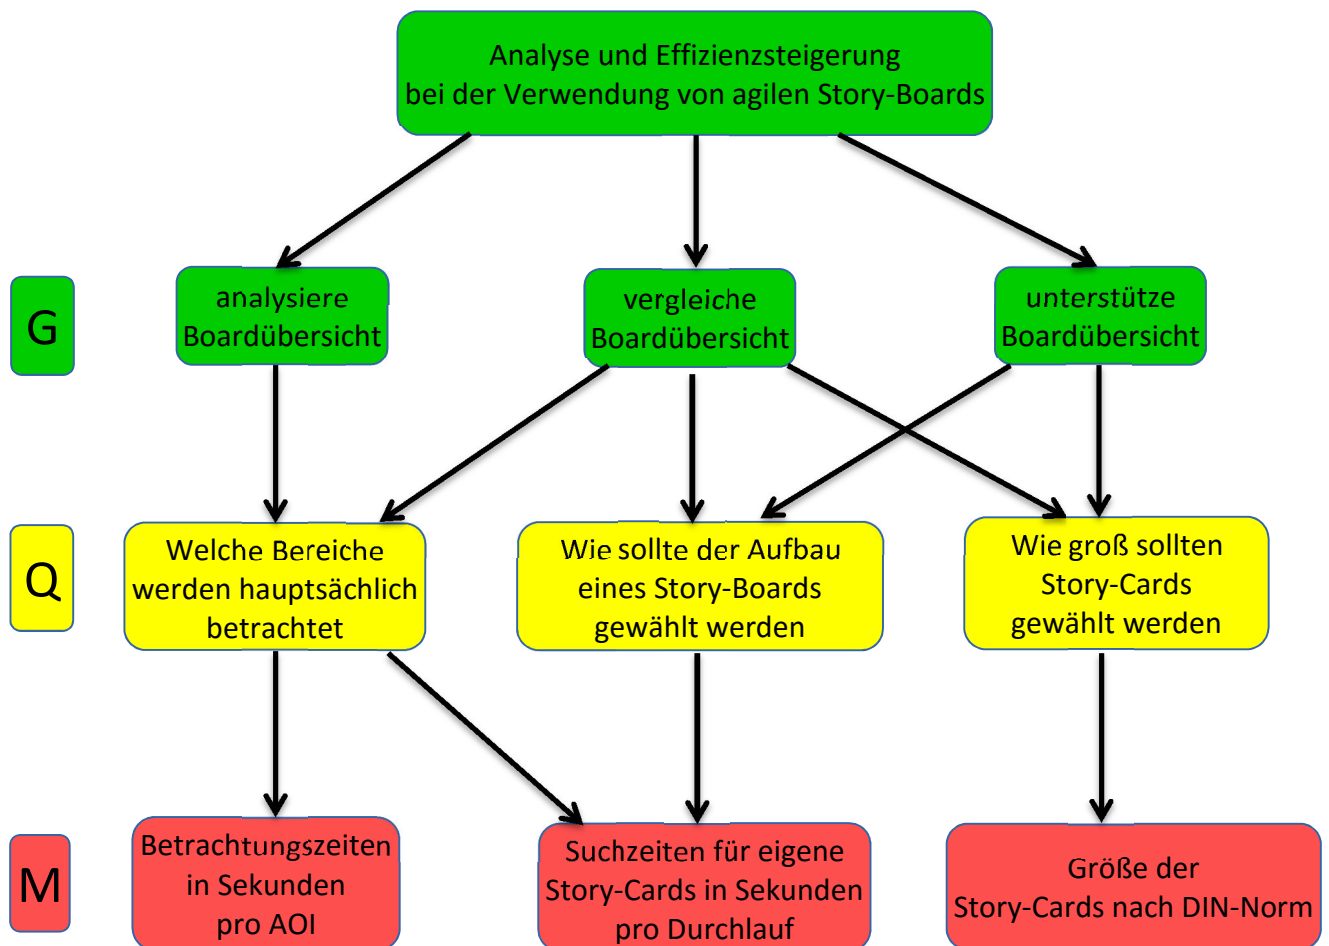 Analyse und Effizienzsteigerung
bei der Verwendung von agilen Story-Boards
G
analysiere
Boardübersicht
vergleiche
Boardübersicht
unterstütze
Boardübersicht
Q
Welche Bereiche
werden hauptsächlich
betrachtet
Wie sollte der Aufbau
eines Story-Boards
gewählt werden
Wie groß sollten
Story-Cards
gewählt werden
M
Betrachtungszeiten
in Sekunden
pro AOI
Suchzeiten für eigene
Story-Cards in Sekunden
pro Durchlauf
Größe der
Story-Cards nach DIN-Norm